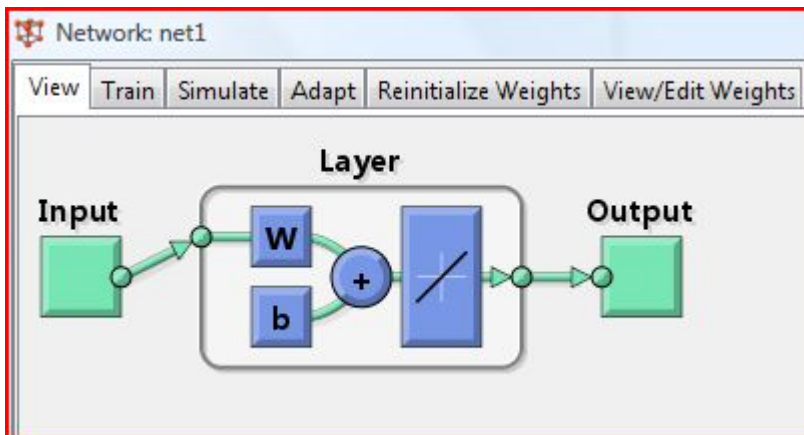 Network: net1
View Train Simulate Adapt Reinitialize Weights View/Edit Weights
Layer
Input Output
W
+
b